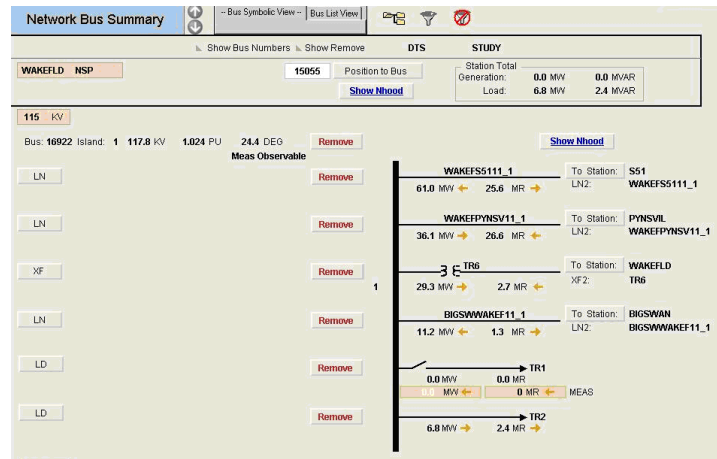 Network Bus Summary
-- Bus Symbolic View -- Bus List View
Show Bus Numbers Show Remove DTS STUDY
WAKEFLD NSP 15055 Position to Bus
Show Nhood
Station Total
Generation: 0.0 MW 0.0 MVAR
Load: 6.8 MW 2.4 MVAR
115 KV
Bus: 16922 Island: 1 117.8 KV 1.024 PU 24.4 DEG Remove Show Nhood
Meas Observable
LN Remove WAKEFS5111_1 To Station: S51
61.0 MW 25.6 MR LN2: WAKEFS5111_1
LN Remove WAKEFPYNSV11_1 To Station: PYNSVIL
36.1 MW 26.6 MR LN2: WAKEFPYNSV11_1
XF Remove TR6 To Station: WAKEFLD
1 29.3 MW 2.7 MR XF2: TR6
LN Remove BIGSWWAKEF11_1 To Station: BIGSWAN
11.2 MW 1.3 MR LN2: BIGSWWAKEF11_1
LD Remove TR1
0.0 MW 0.0 MR
0.0 MW 0 MR MEAS
LD Remove TR2
6.8 MW 2.4 MR